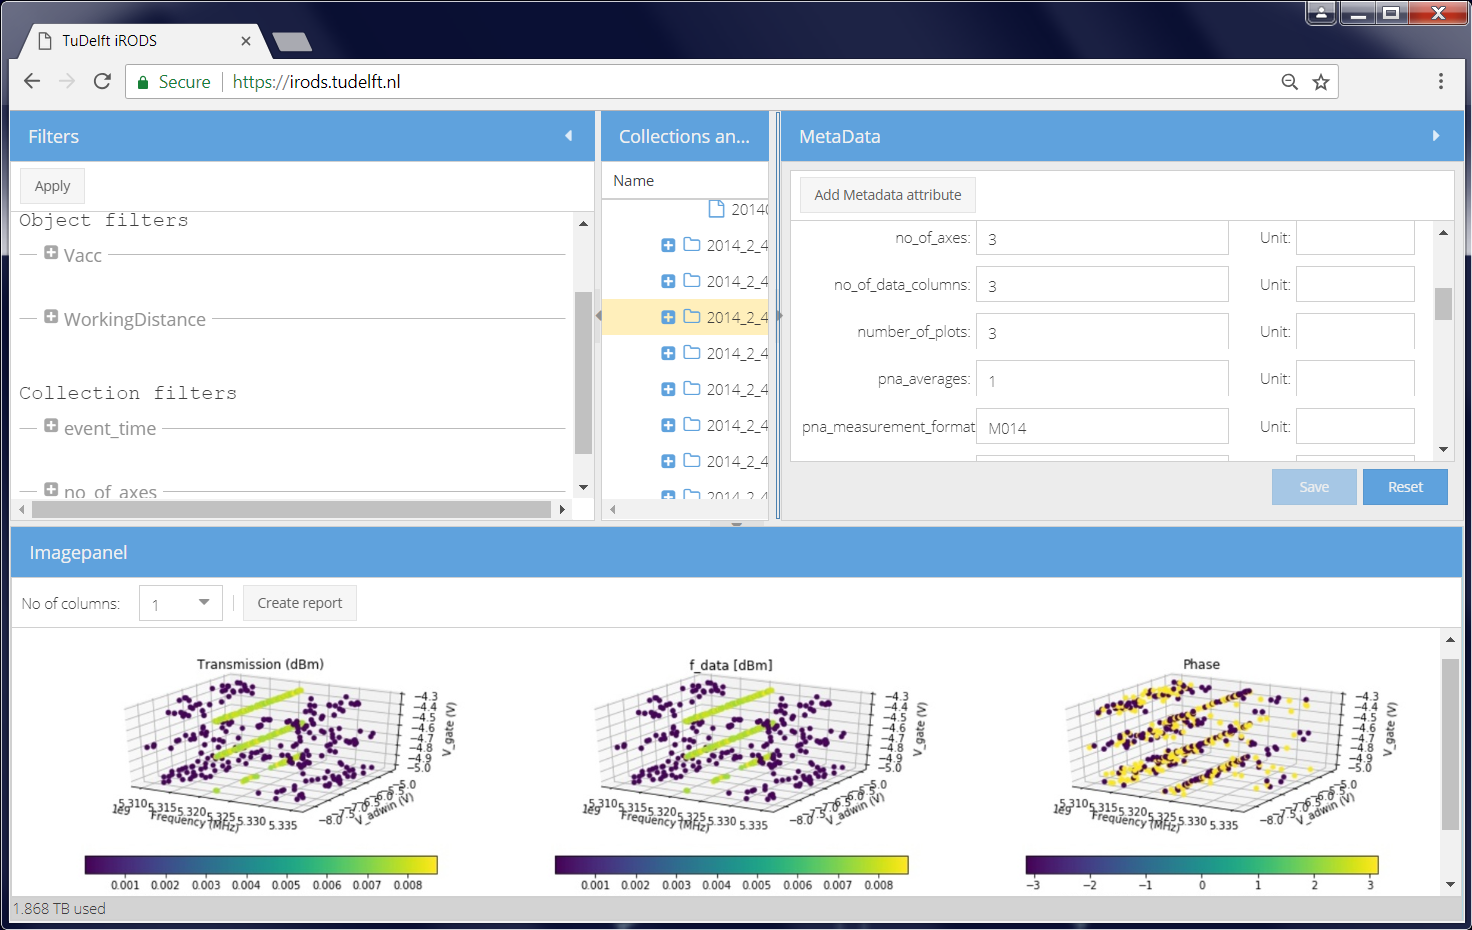 TuDelft iRODS
Secure https://irods.tudelft.nl
Filters
Apply
Object filters
Vacc
WorkingDistance
Collection filters
event_time
no_of_axes
Collections an...
Name
2014_2_4
2014_2_4
2014_2_4
2014_2_4
2014_2_4
2014_2_4
2014_2_4
2014_2_4
MetaData
Add Metadata attribute
no_of_axes: 3 Unit:
no_of_data_columns: 3 Unit:
number_of_plots: 3 Unit:
pna_averages: 1 Unit:
pna_measurement_format M014 Unit:
Save Reset
Imagepanel
No of columns: 1 Create report
Transmission (dBm)
−4.3
−4.4
−4.5
−4.6
−4.7
−4.8
−4.9
−5.0
V_gate (V)
5.310 5.315 5.320 5.325 5.330 5.335
1e9 Frequency (MHz)
−8.0 −7.5 −7.0 −6.5 −6.0 −5.5 −5.0
V_adwin (V)
0.001 0.002 0.003 0.004 0.005 0.006 0.007 0.008
f_data [dBm]
−4.3
−4.4
−4.5
−4.6
−4.7
−4.8
−4.9
−5.0
V_gate (V)
5.310 5.315 5.320 5.325 5.330 5.335
1e9 Frequency (MHz)
−8.0 −7.5 −7.0 −6.5 −6.0 −5.5 −5.0
V_adwin (V)
0.001 0.002 0.003 0.004 0.005 0.006 0.007 0.008
Phase
−4.3
−4.4
−4.5
−4.6
−4.7
−4.8
−4.9
−5.0
V_gate (V)
5.310 5.315 5.320 5.325 5.330 5.335
1e9 Frequency (MHz)
−8.0 −7.5 −7.0 −6.5 −6.0 −5.5 −5.0
V_adwin (V)
−3 −2 −1 0 1 2 3
1.868 TB used